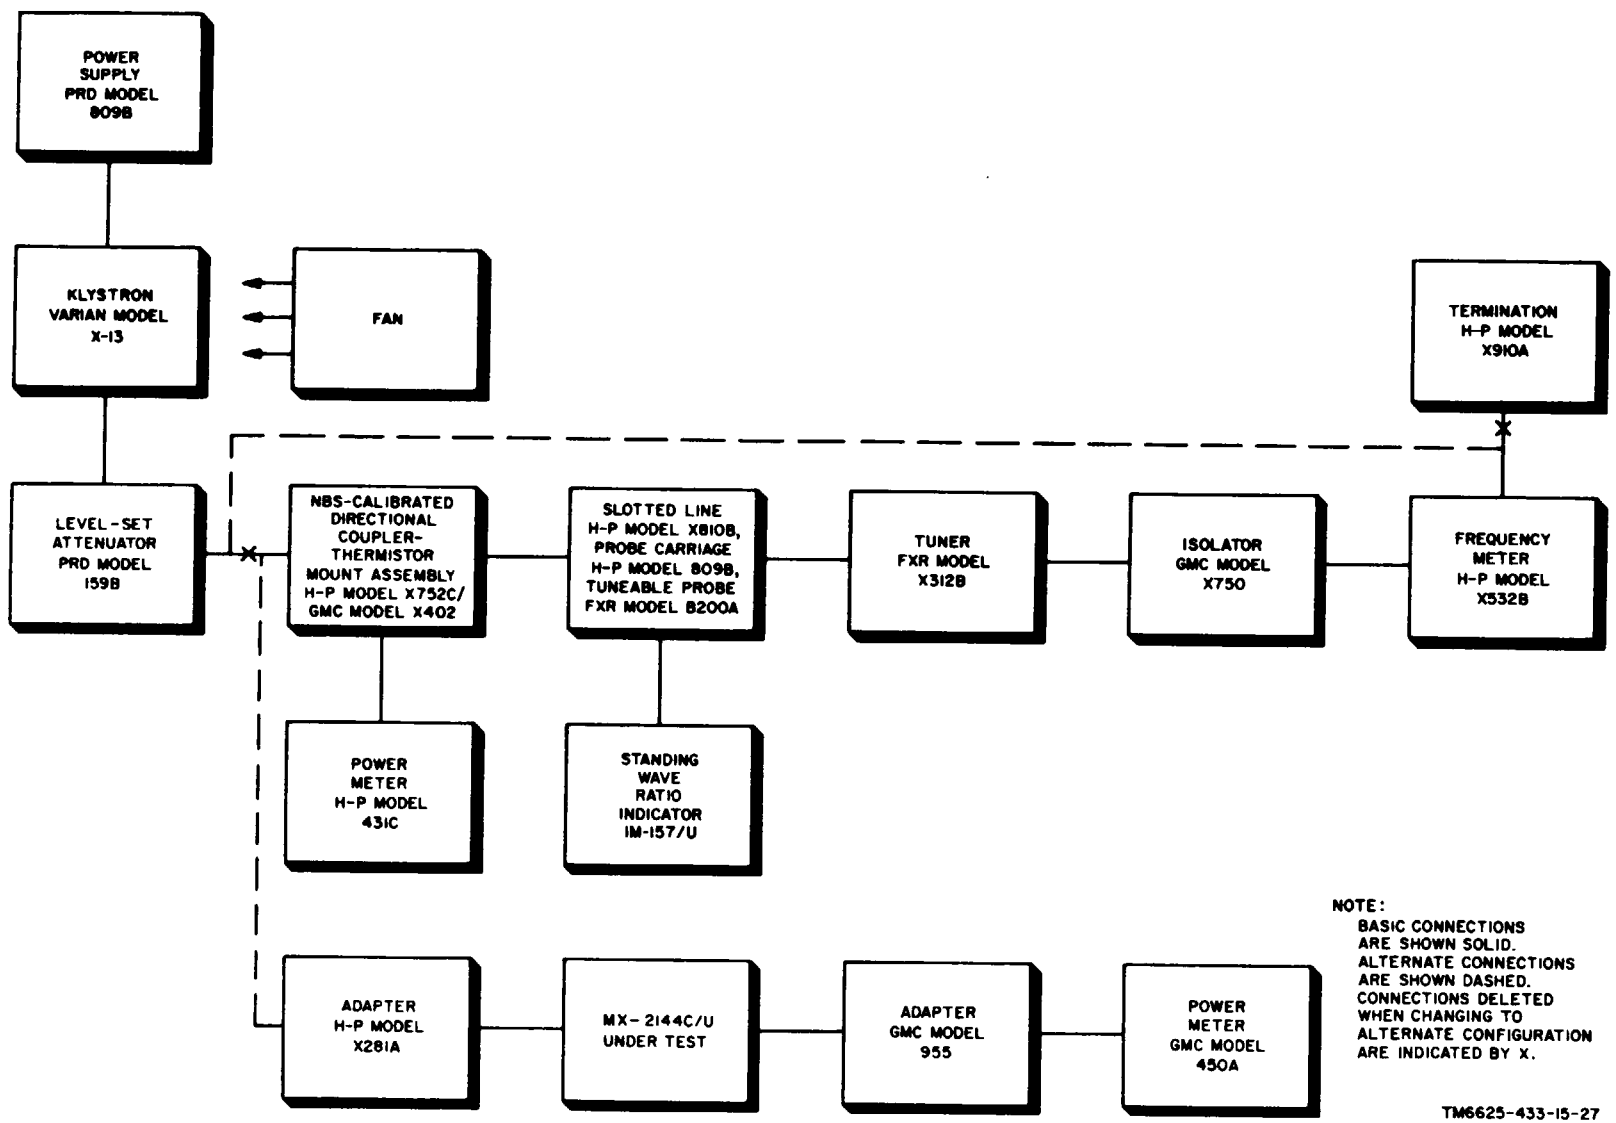 POWER
SUPPLY
PRD MODEL
809B
KLYSTRON
VARIAN MODEL
X-13
FAN
TERMINATION
H-P MODEL
X910A
LEVEL-SET
ATTENUATOR
PRD MODEL
159B
NBS-CALIBRATED
DIRECTIONAL
COUPLER-
THERMISTOR
MOUNT ASSEMBLY
H-P MODEL X752C/
GMC MODEL X402
SLOTTED LINE
H-P MODEL X810B,
PROBE CARRIAGE
H-P MODEL 809B,
TUNEABLE PROBE
FXR MODEL B200A
TUNER
FXR MODEL
X312B
ISOLATOR
GMC MODEL
X750
FREQUENCY
METER
H-P MODEL
X532B
POWER
METER
H-P MODEL
431C
STANDING
WAVE
RATIO
INDICATOR
IM-157/U
ADAPTER
H-P MODEL
X281A
MX-2144C/U
UNDER TEST
ADAPTER
GMC MODEL
955
POWER
METER
GMC MODEL
450A
NOTE:
BASIC CONNECTIONS
ARE SHOWN SOLID.
ALTERNATE CONNECTIONS
ARE SHOWN DASHED.
CONNECTIONS DELETED
WHEN CHANGING TO
ALTERNATE CONFIGURATION
ARE INDICATED BY X.
TM6625-433-15-27